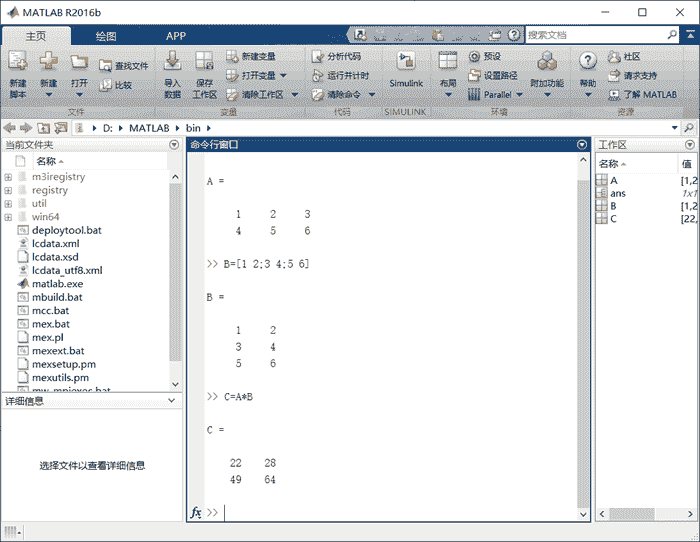 MATLAB R2016b
主页 绘图 APP
搜索文档
新建脚本 新建 打开 查找文件 比较
导入数据 保存工作区 新建变量 打开变量 清除工作区
分析代码 运行并计时 清除命令
Simulink
布局 预设 设置路径 Parallel
附加功能 帮助 社区 请求支持 了解 MATLAB
文件 变量 代码 SIMULINK 环境 资源
D: MATLAB bin
当前文件夹
名称
m3iregistry
registry
util
win64
deploytool.bat
lcdata.xml
lcdata.xsd
lcdata_utf8.xml
matlab.exe
mbuild.bat
mcc.bat
mex.bat
mex.pl
mexext.bat
mexsetup.pm
mexutils.pm
mw_mpiexec.bat
详细信息
选择文件以查看详细信息
命令行窗口
A =
1 2 3
4 5 6
>> B=[1 2;3 4;5 6]
B =
1 2
3 4
5 6
>> C=A*B
C =
22 28
49 64
fx >>
工作区
名称 值
A [1,2
ans 1x1
B [1,2
C [22,